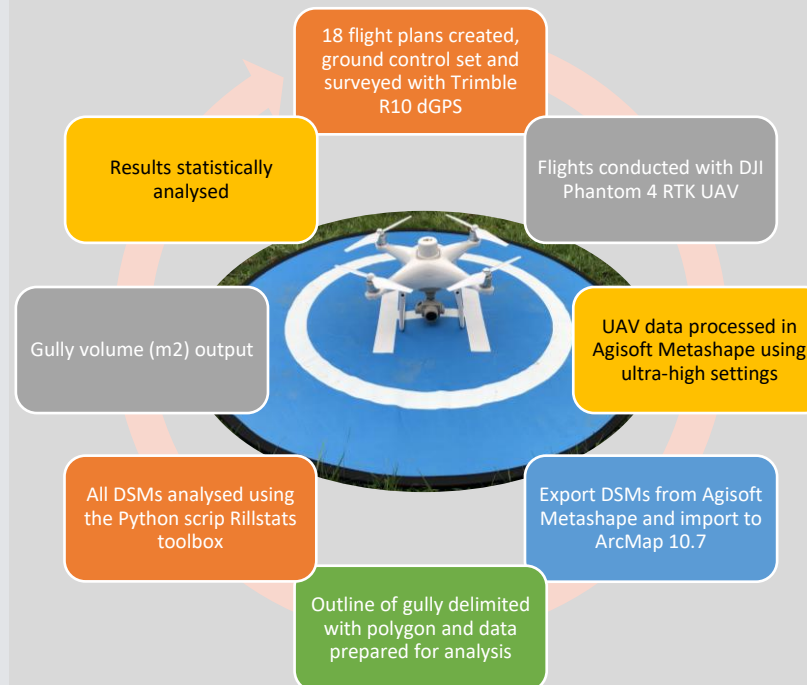 18 flight plans created,
ground control set and
surveyed with Trimble
R10 dGPS
Flights conducted with DJI
Phantom 4 RTK UAV
UAV data processed in
Agisoft Metashape using
ultra-high settings
Export DSMs from Agisoft
Metashape and import to
ArcMap 10.7
Outline of gully delimited
with polygon and data
prepared for analysis
All DSMs analysed using
the Python scrip Rillstats
toolbox
Gully volume (m2) output
Results statistically
analysed